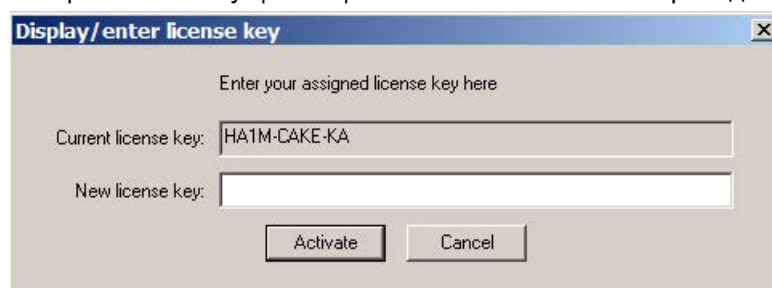 Display/enter license key
Enter your assigned license key here
Current license key: HA1M-CAKE-KA
New license key:
Activate Cancel